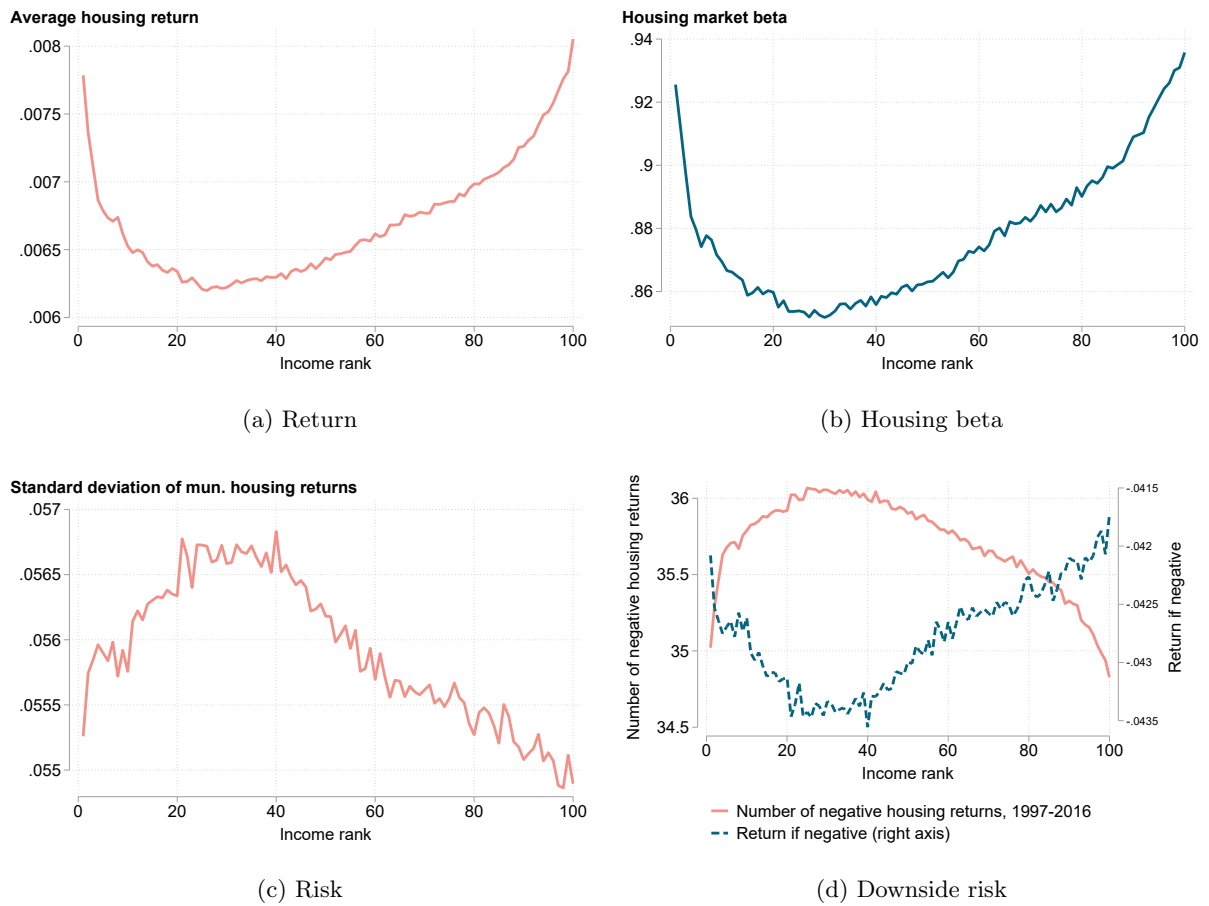 Average housing return
.008
.0075
.007
.0065
.006
0 20 40 60 80 100
Income rank
(a) Return
Housing market beta
.94
.92
.9
.88
.86
0 20 40 60 80 100
Income rank
(b) Housing beta
Standard deviation of mun. housing returns
.057
.0565
.056
.0555
.055
0 20 40 60 80 100
Income rank
(c) Risk
Number of negative housing returns
36
35.5
35
34.5
-.0415
-.042
-.0425
-.043
-.0435
Return if negative
0 20 40 60 80 100
Income rank
Number of negative housing returns, 1997-2016
Return if negative (right axis)
(d) Downside risk